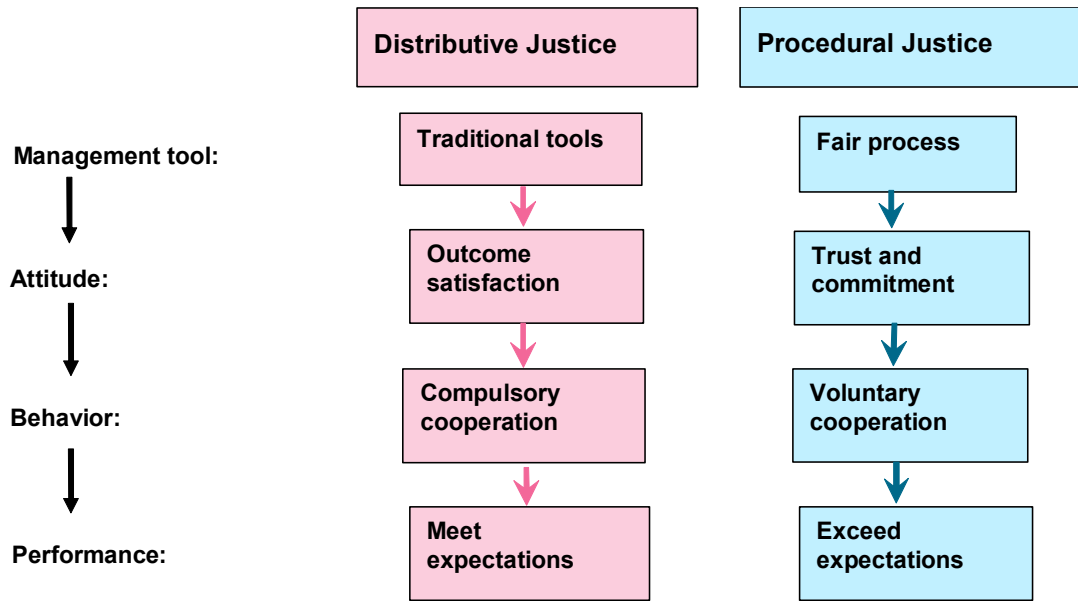 Distributive Justice
Procedural Justice
Management tool:
Traditional tools
Fair process
Attitude:
Outcome
satisfaction
Trust and
commitment
Behavior:
Compulsory
cooperation
Voluntary
cooperation
Performance:
Meet
expectations
Exceed
expectations